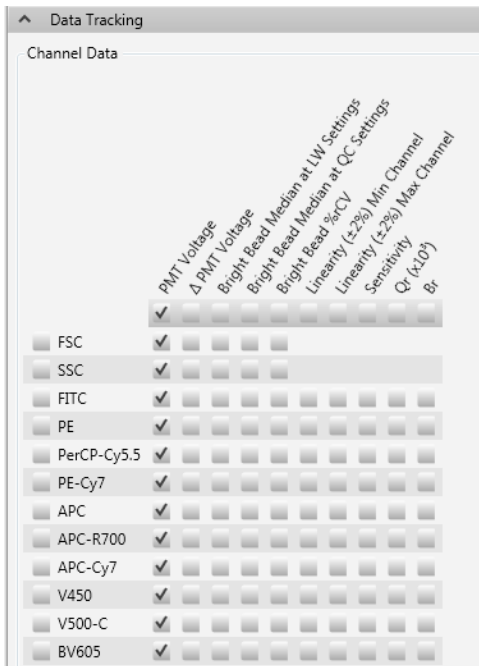 Data Tracking
Channel Data
PMT Voltage
Δ PMT Voltage
Bright Bead Median at LW Settings
Bright Bead Median at QC Settings
Bright Bead %rCV
Linearity (±2%) Min Channel
Linearity (±2%) Max Channel
Sensitivity
Qr (x10³)
Br
FSC
SSC
FITC
PE
PerCP-Cy5.5
PE-Cy7
APC
APC-R700
APC-Cy7
V450
V500-C
BV605